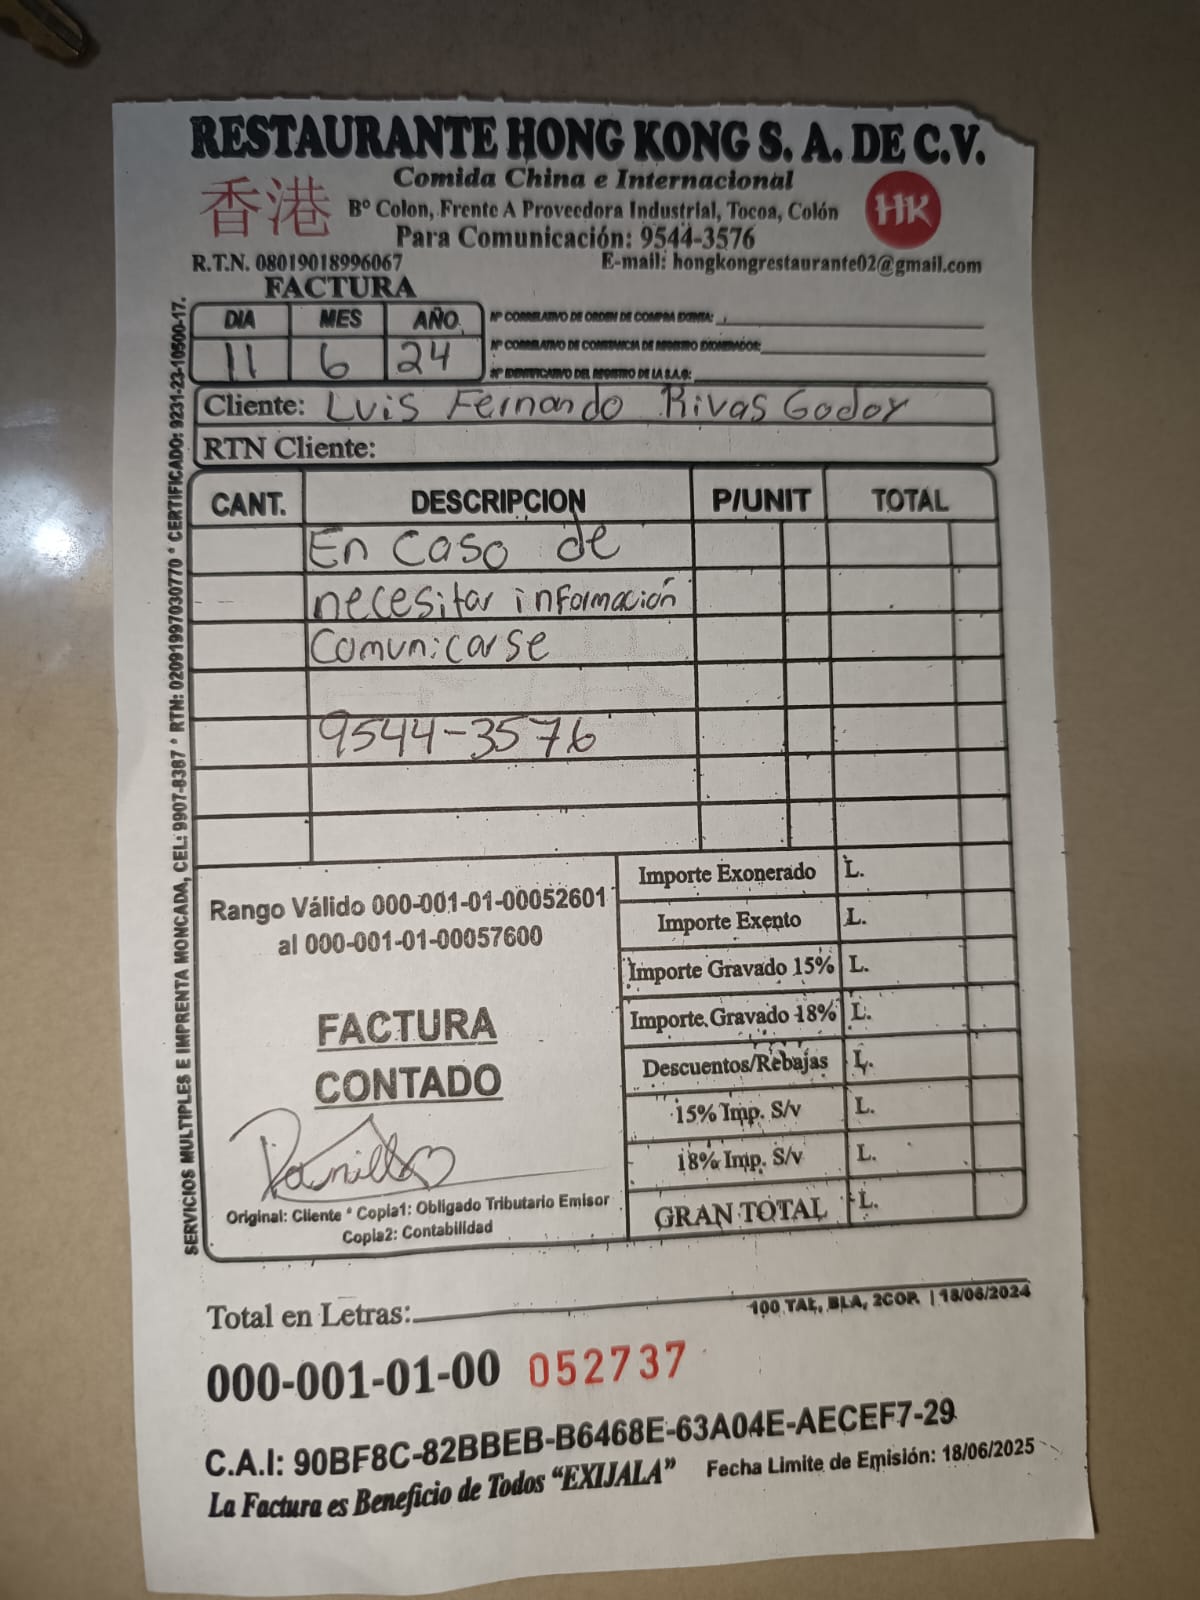 RESTAURANTE HONG KONG S. A. DE C.V.
香港
Comida China e Internacional
Bº Colon, Frente A Proveedora Industrial, Tocoa, Colón
HK
Para Comunicación: 9544-3576
R.T.N. 08019018996067
E-mail: hongkongrestaurante02@gmail.com
FACTURA
DIA MES AÑO
11 6 24
Nº CORRELATIVO DE ORDEN DE COMPRA EXENTA:
Nº CORRELATIVO DE CONSTANCIA DE REGISTRO EXONERADOS:
Nº IDENTIFICATIVO DEL REGISTRO DE LA S.A.G:
Cliente: Luis Fernando Rivas Godoy
RTN Cliente:
CANT. DESCRIPCION P/UNIT TOTAL
En caso de
necesitar información
Comunicarse
9544-3576
Rango Válido 000-001-01-00052601
al 000-001-01-00057600
FACTURA
CONTADO
Original: Cliente * Copia1: Obligado Tributario Emisor
Copia2: Contabilidad
Importe Exonerado L.
Importe Exento L.
Importe Gravado 15% L.
Importe Gravado 18% L.
Descuentos/Rebajas L.
15% Imp. S/v L.
18% Imp. S/v L.
GRAN TOTAL L.
SERVICIOS MULTIPLES E IMPRENTA MONCADA, CEL: 9907-8387 * RTN: 02091997030770 * CERTIFICADO: 9231-23-10500-17.
Total en Letras:
100 TAL, BLA, 2COP. | 18/06/2024
000-001-01-00 052737
C.A.I: 90BF8C-82BBEB-B6468E-63A04E-AECEF7-29
La Factura es Beneficio de Todos “EXIJALA”
Fecha Limite de Emisión: 18/06/2025